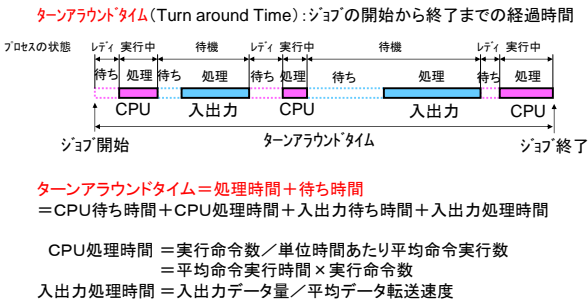 ターンアラウンドタイム(Turn around Time):ジョブの開始から終了までの経過時間
プロセスの状態 レディ 実行中 待機 レディ 実行中 待機 レディ 実行中
待ち 処理 待ち 処理 待ち 処理 待ち 処理 待ち 処理
CPU 入出力 CPU 入出力 CPU
ジョブ開始 ターンアラウンドタイム ジョブ終了
ターンアラウンドタイム＝処理時間＋待ち時間
＝CPU待ち時間＋CPU処理時間＋入出力待ち時間＋入出力処理時間
CPU処理時間 ＝実行命令数／単位時間あたり平均命令実行数
＝平均命令実行時間×実行命令数
入出力処理時間 ＝入出力データ量／平均データ転送速度